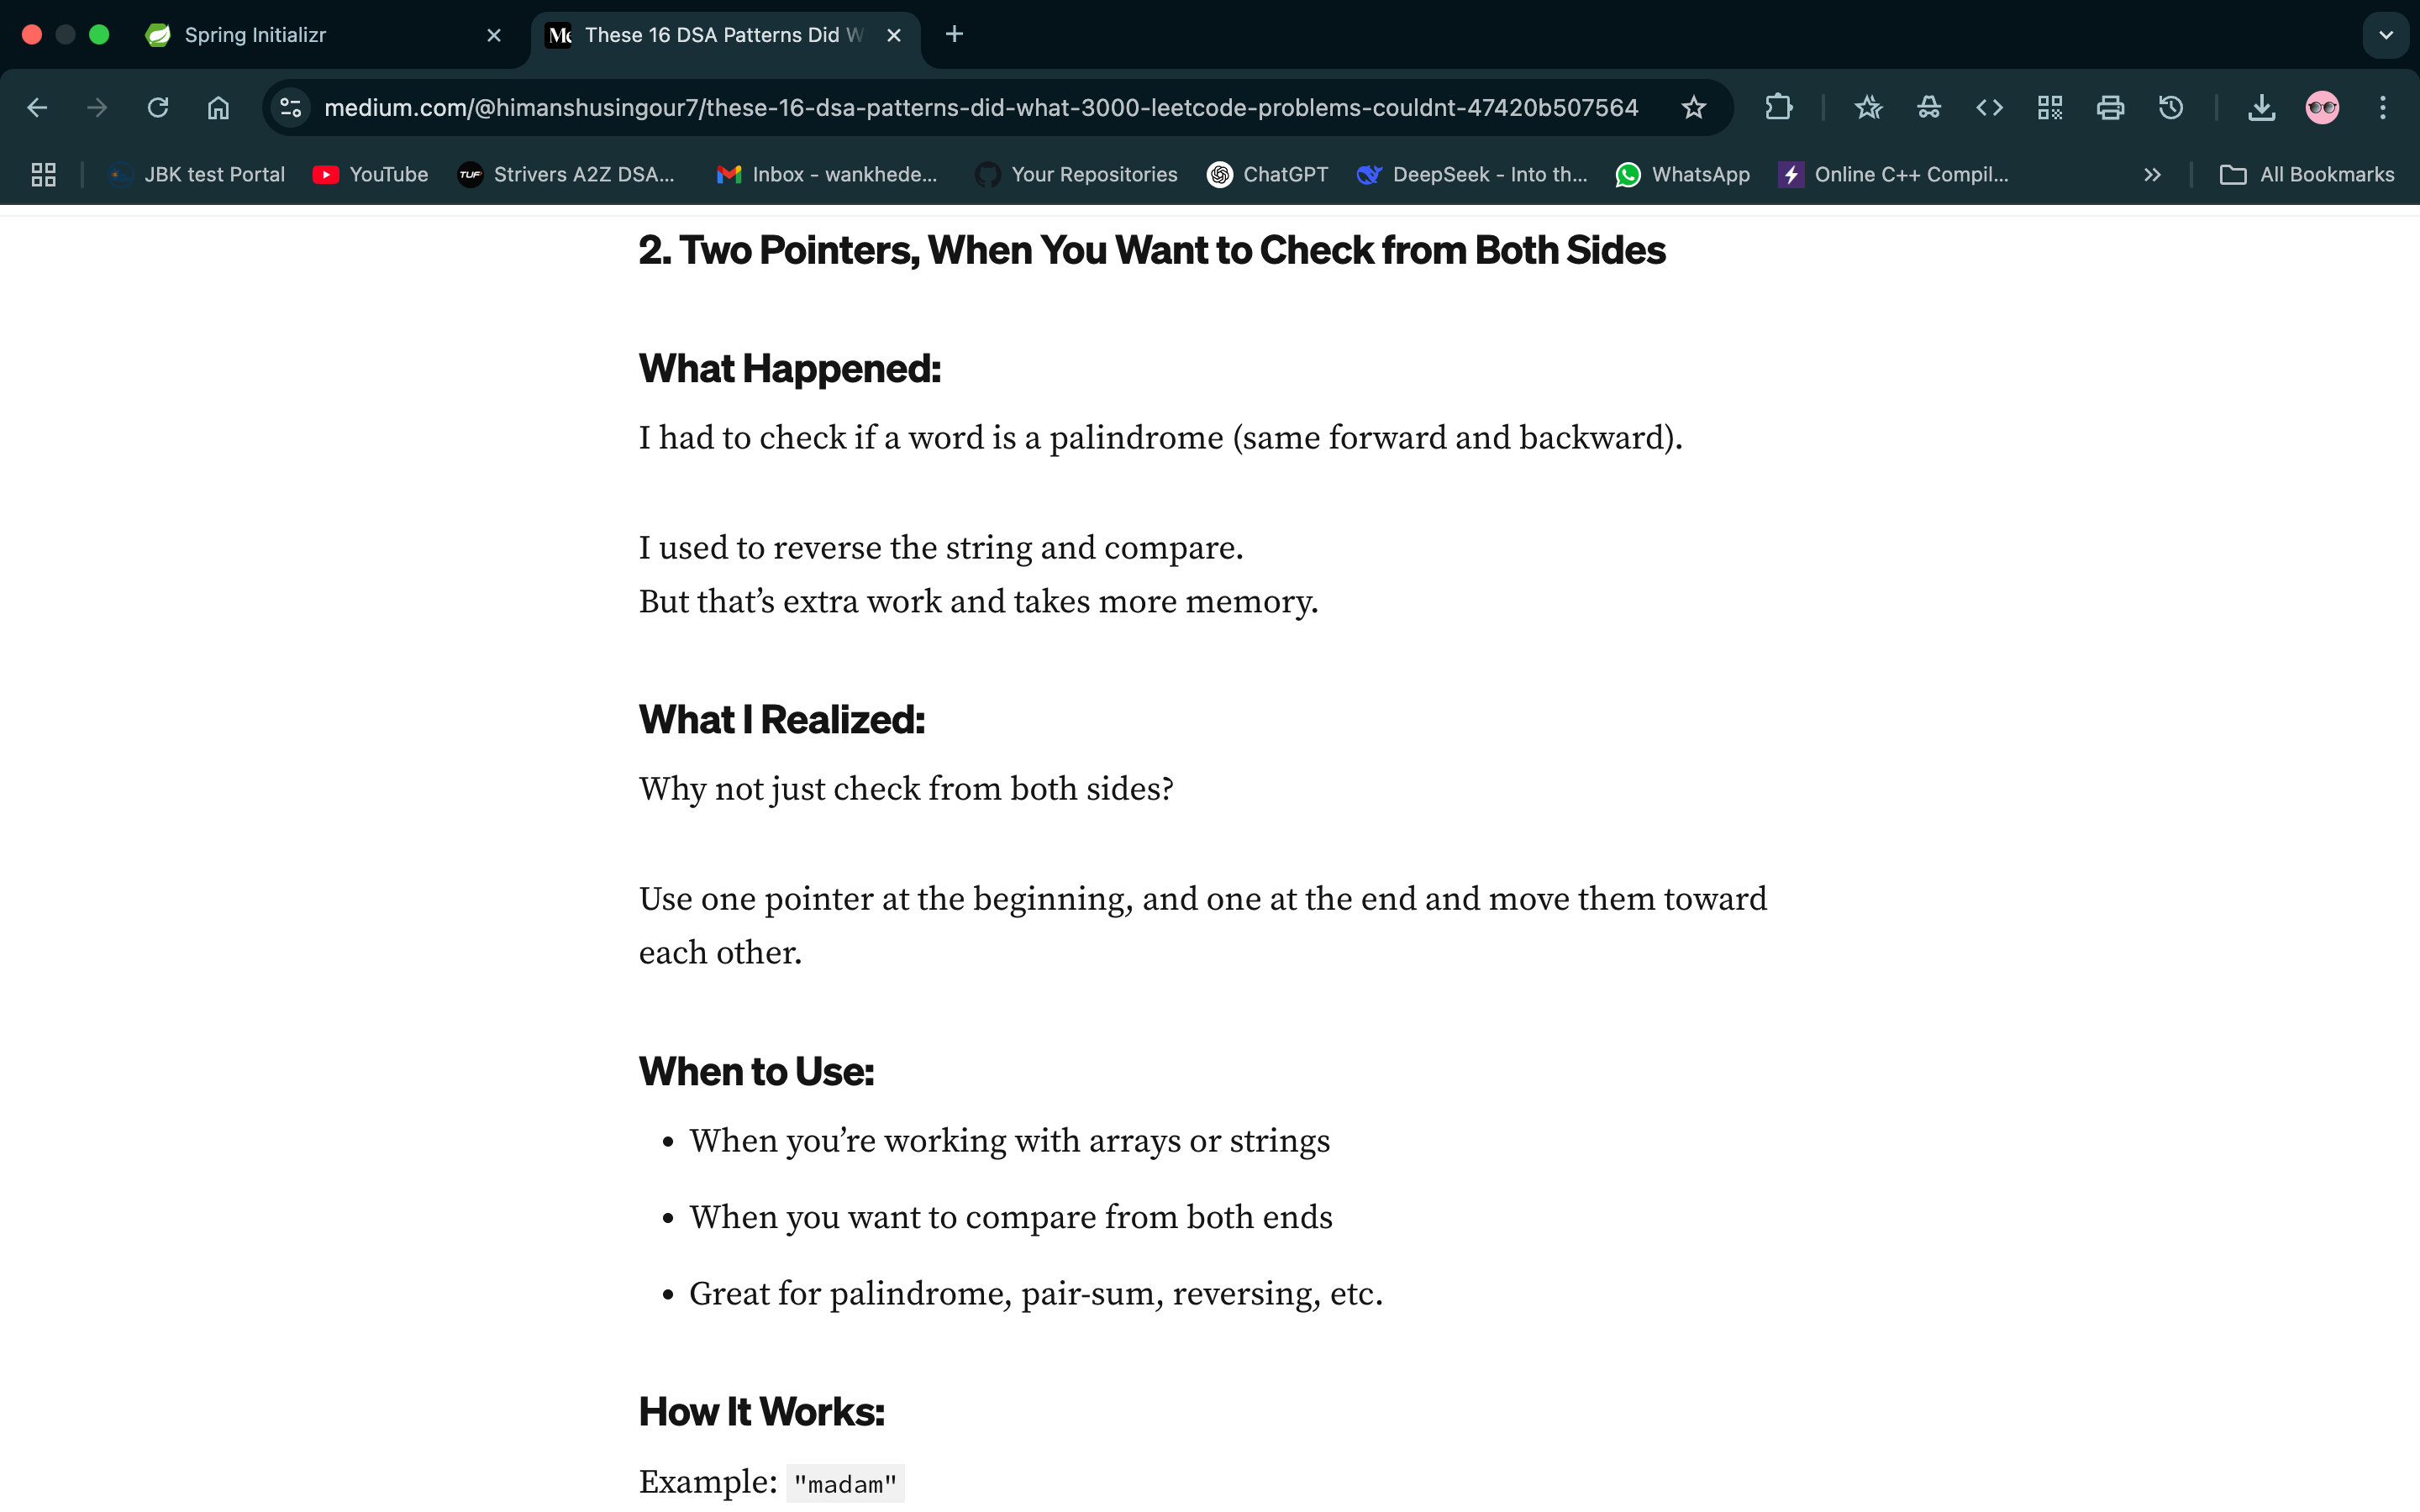 Spring Initializr
These 16 DSA Patterns Did W
medium.com/@himanshusingour7/these-16-dsa-patterns-did-what-3000-leetcode-problems-couldnt-47420b507564
JBK test Portal
YouTube
TUF
Strivers A2Z DSA...
Inbox - wankhede...
Your Repositories
ChatGPT
DeepSeek - Into th...
WhatsApp
Online C++ Compil...
All Bookmarks
2. Two Pointers, When You Want to Check from Both Sides
What Happened:
I had to check if a word is a palindrome (same forward and backward).
I used to reverse the string and compare.
But that’s extra work and takes more memory.
What I Realized:
Why not just check from both sides?
Use one pointer at the beginning, and one at the end and move them toward
each other.
When to Use:
• When you’re working with arrays or strings
• When you want to compare from both ends
• Great for palindrome, pair-sum, reversing, etc.
How It Works:
Example: "madam"